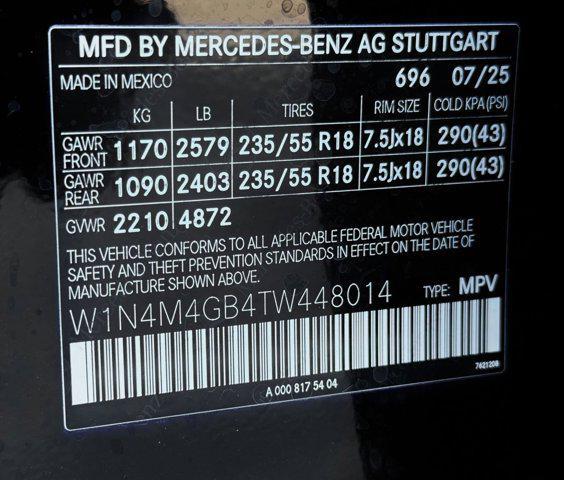 MFD BY MERCEDES-BENZ AG STUTTGART
MADE IN MEXICO 696 07/25
KG LB TIRES RIM SIZE COLD KPA(PSI)
GAWR FRONT 1170 2579 235/55 R18 7.5Jx18 290(43)
GAWR REAR 1090 2403 235/55 R18 7.5Jx18 290(43)
GVWR 2210 4872
THIS VEHICLE CONFORMS TO ALL APPLICABLE FEDERAL MOTOR VEHICLE
SAFETY AND THEFT PREVENTION STANDARDS IN EFFECT ON THE DATE OF
MANUFACTURE SHOWN ABOVE.
W1N4M4GB4TW448014 TYPE: MPV
A 000 817 54 04 7621208